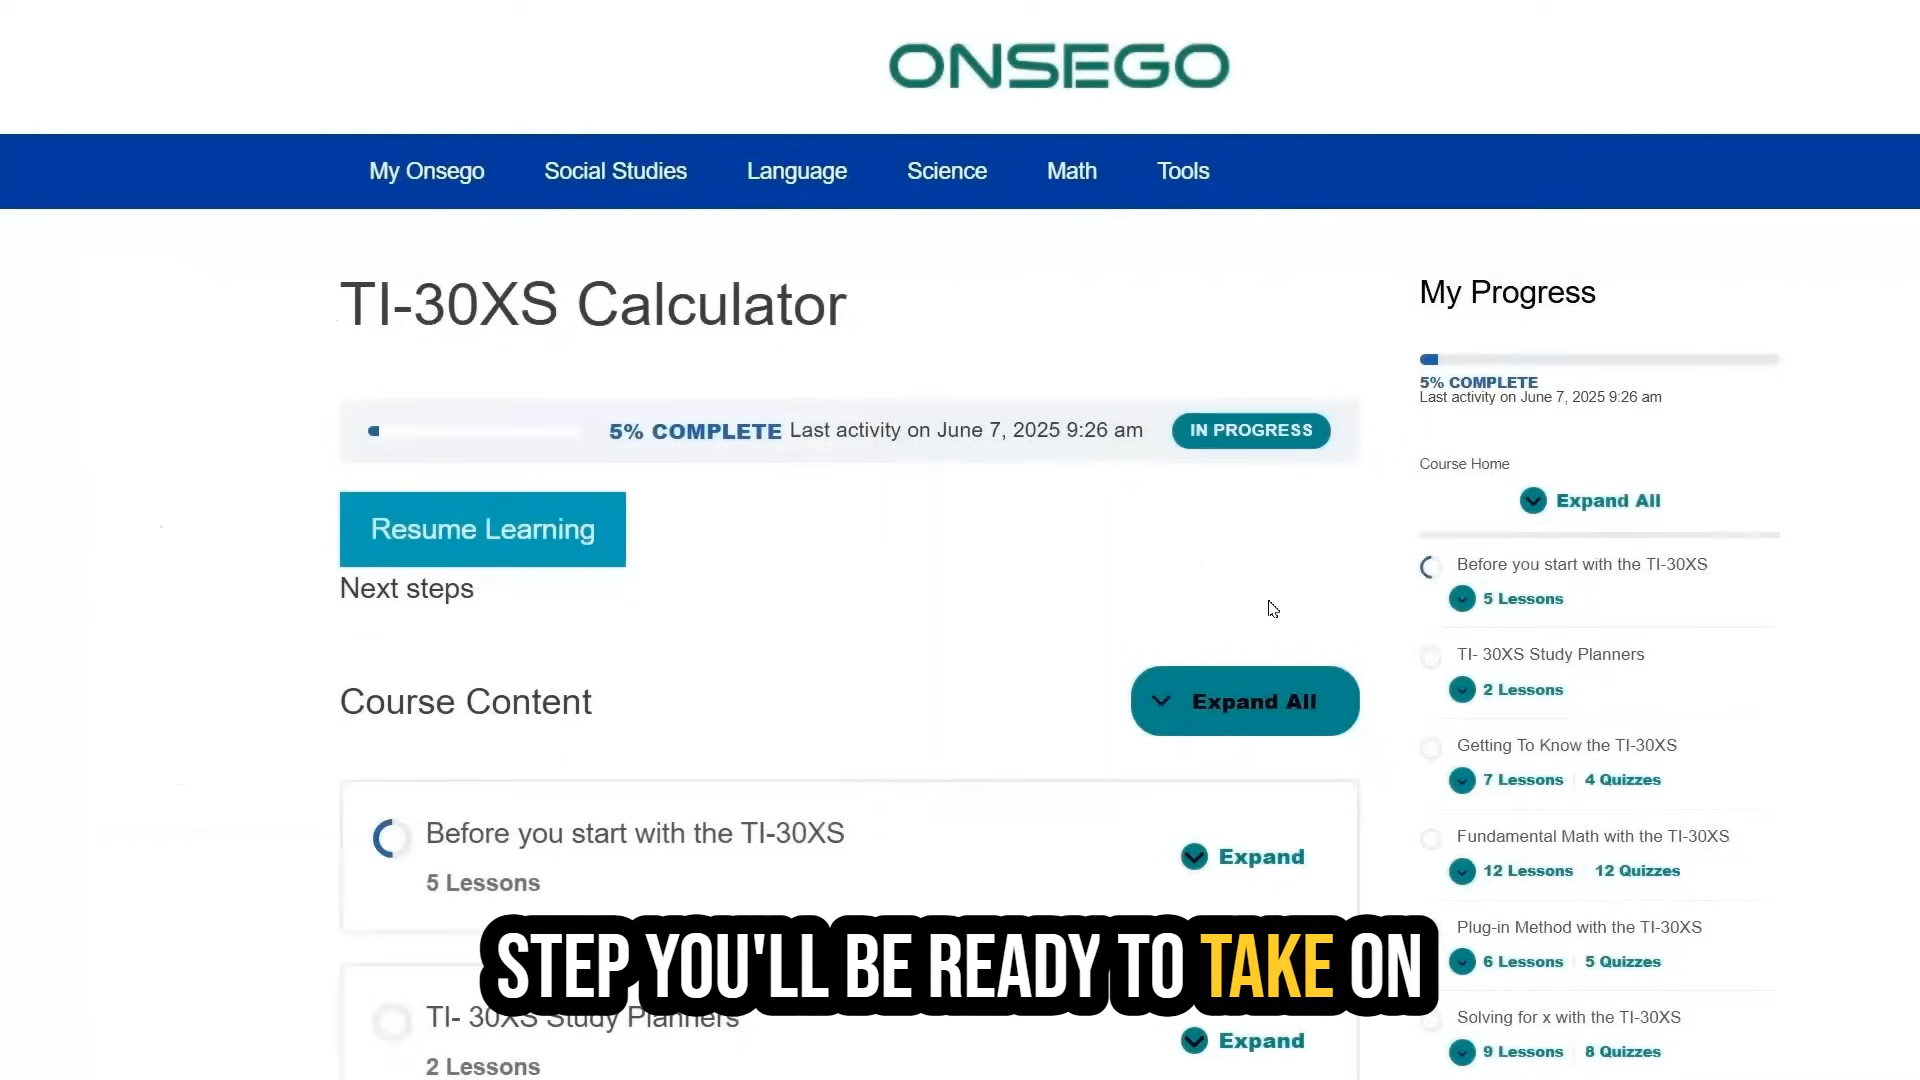 ONSEGO
My Onsego Social Studies Language Science Math Tools
TI-30XS Calculator
5% COMPLETE Last activity on June 7, 2025 9:26 am IN PROGRESS
Resume Learning
Next steps
Course Content
Expand All
Before you start with the TI-30XS
5 Lessons
Expand
TI- 30XS Study Planners
2 Lessons
Expand
STEP YOU'LL BE READY TO TAKE ON
My Progress
5% COMPLETE
Last activity on June 7, 2025 9:26 am
Course Home
Expand All
Before you start with the TI-30XS
5 Lessons
TI- 30XS Study Planners
2 Lessons
Getting To Know the TI-30XS
7 Lessons 4 Quizzes
Fundamental Math with the TI-30XS
12 Lessons 12 Quizzes
Plug-in Method with the TI-30XS
6 Lessons 5 Quizzes
Solving for x with the TI-30XS
9 Lessons 8 Quizzes